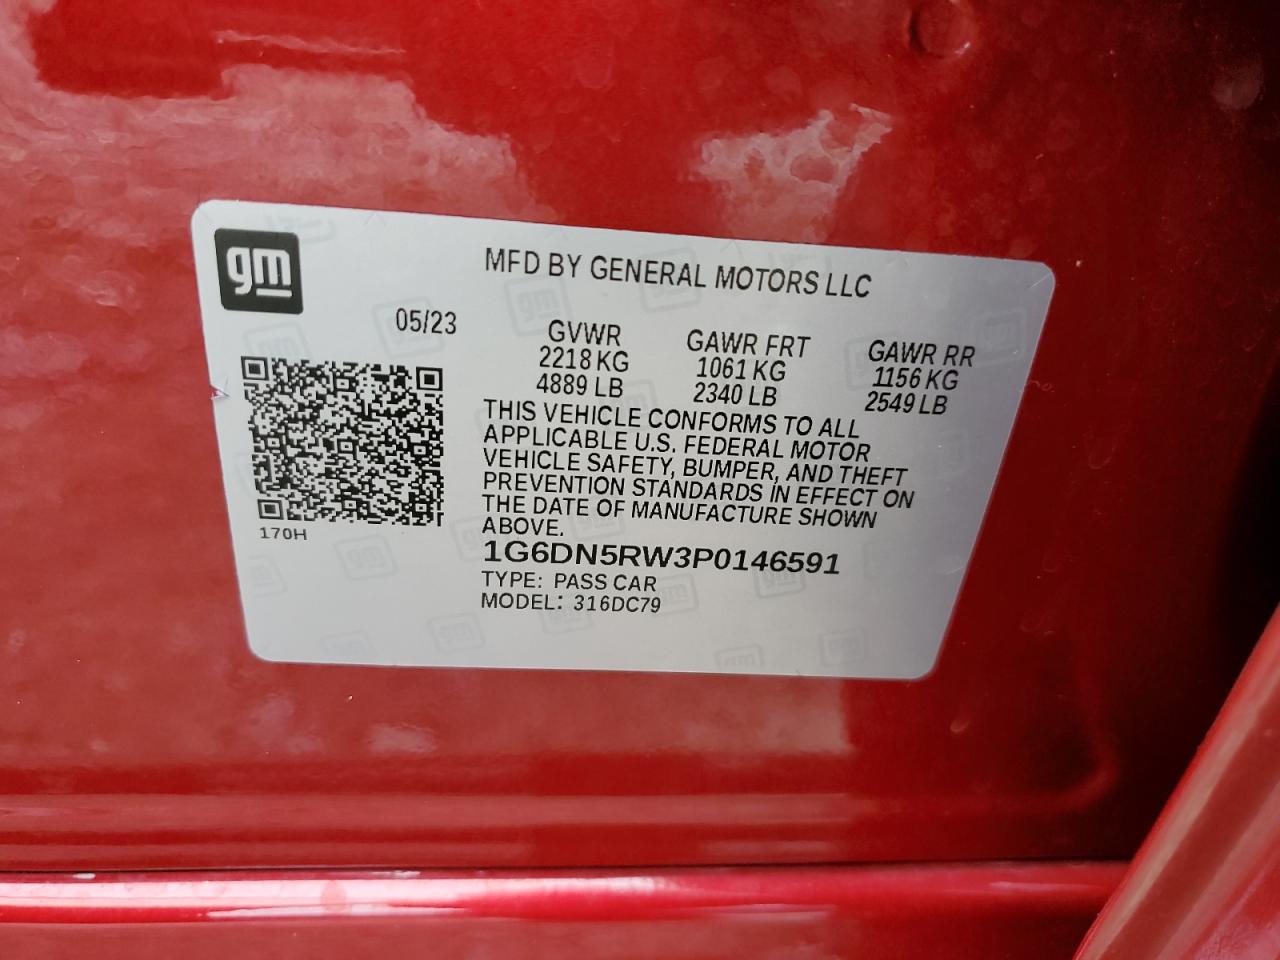 gm
MFD BY GENERAL MOTORS LLC
05/23
GVWR
2218 KG
4889 LB
GAWR FRT
1061 KG
2340 LB
GAWR RR
1156 KG
2549 LB
THIS VEHICLE CONFORMS TO ALL
APPLICABLE U.S. FEDERAL MOTOR
VEHICLE SAFETY, BUMPER, AND THEFT
PREVENTION STANDARDS IN EFFECT ON
THE DATE OF MANUFACTURE SHOWN
ABOVE.
170H
1G6DN5RW3P0146591
TYPE: PASS CAR
MODEL: 316DC79